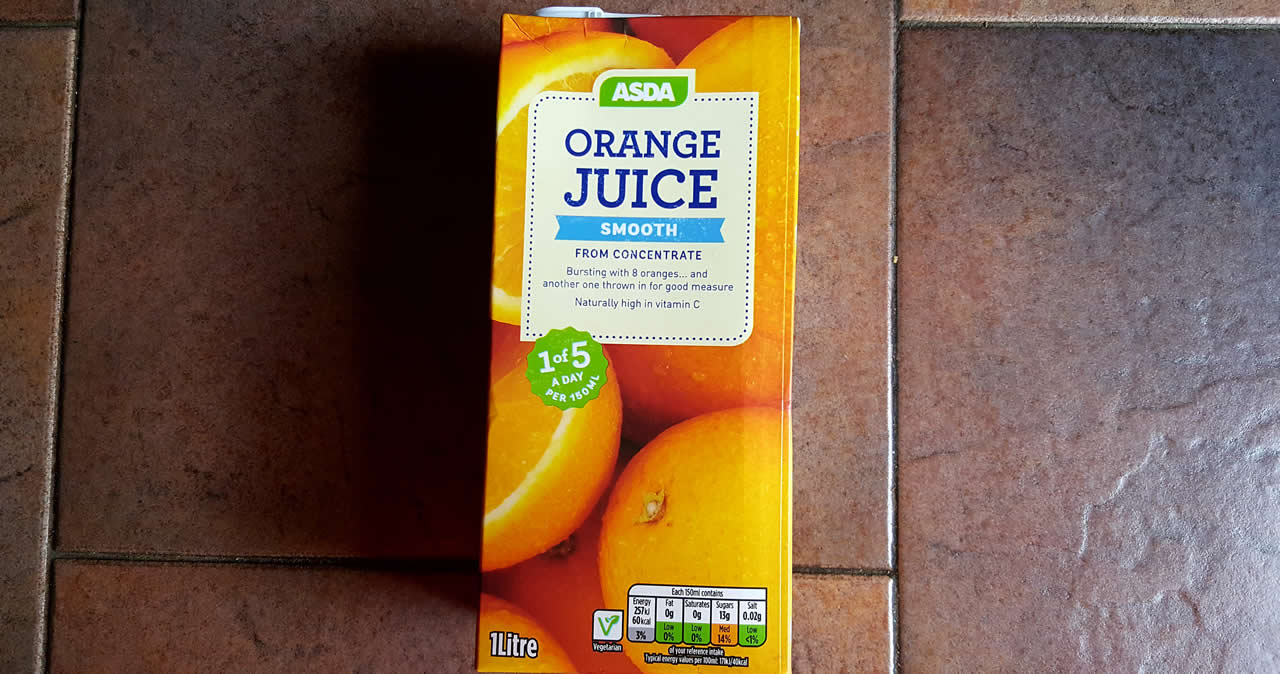 ASDA
ORANGE
JUICE
SMOOTH
FROM CONCENTRATE
Bursting with 8 oranges... and
another one thrown in for good measure
Naturally high in vitamin C
1 of 5
A DAY
PER 150ML
Each 150ml contains
Energy Fat Saturates Sugars Salt
257kJ 0g 0g 13g 0.02g
60kcal
Low Low Med Low
3% 0% 0% 14% <1%
of your reference intake
Typical energy values per 100ml: 171kJ/40kcal
V
Vegetarian
1Litre